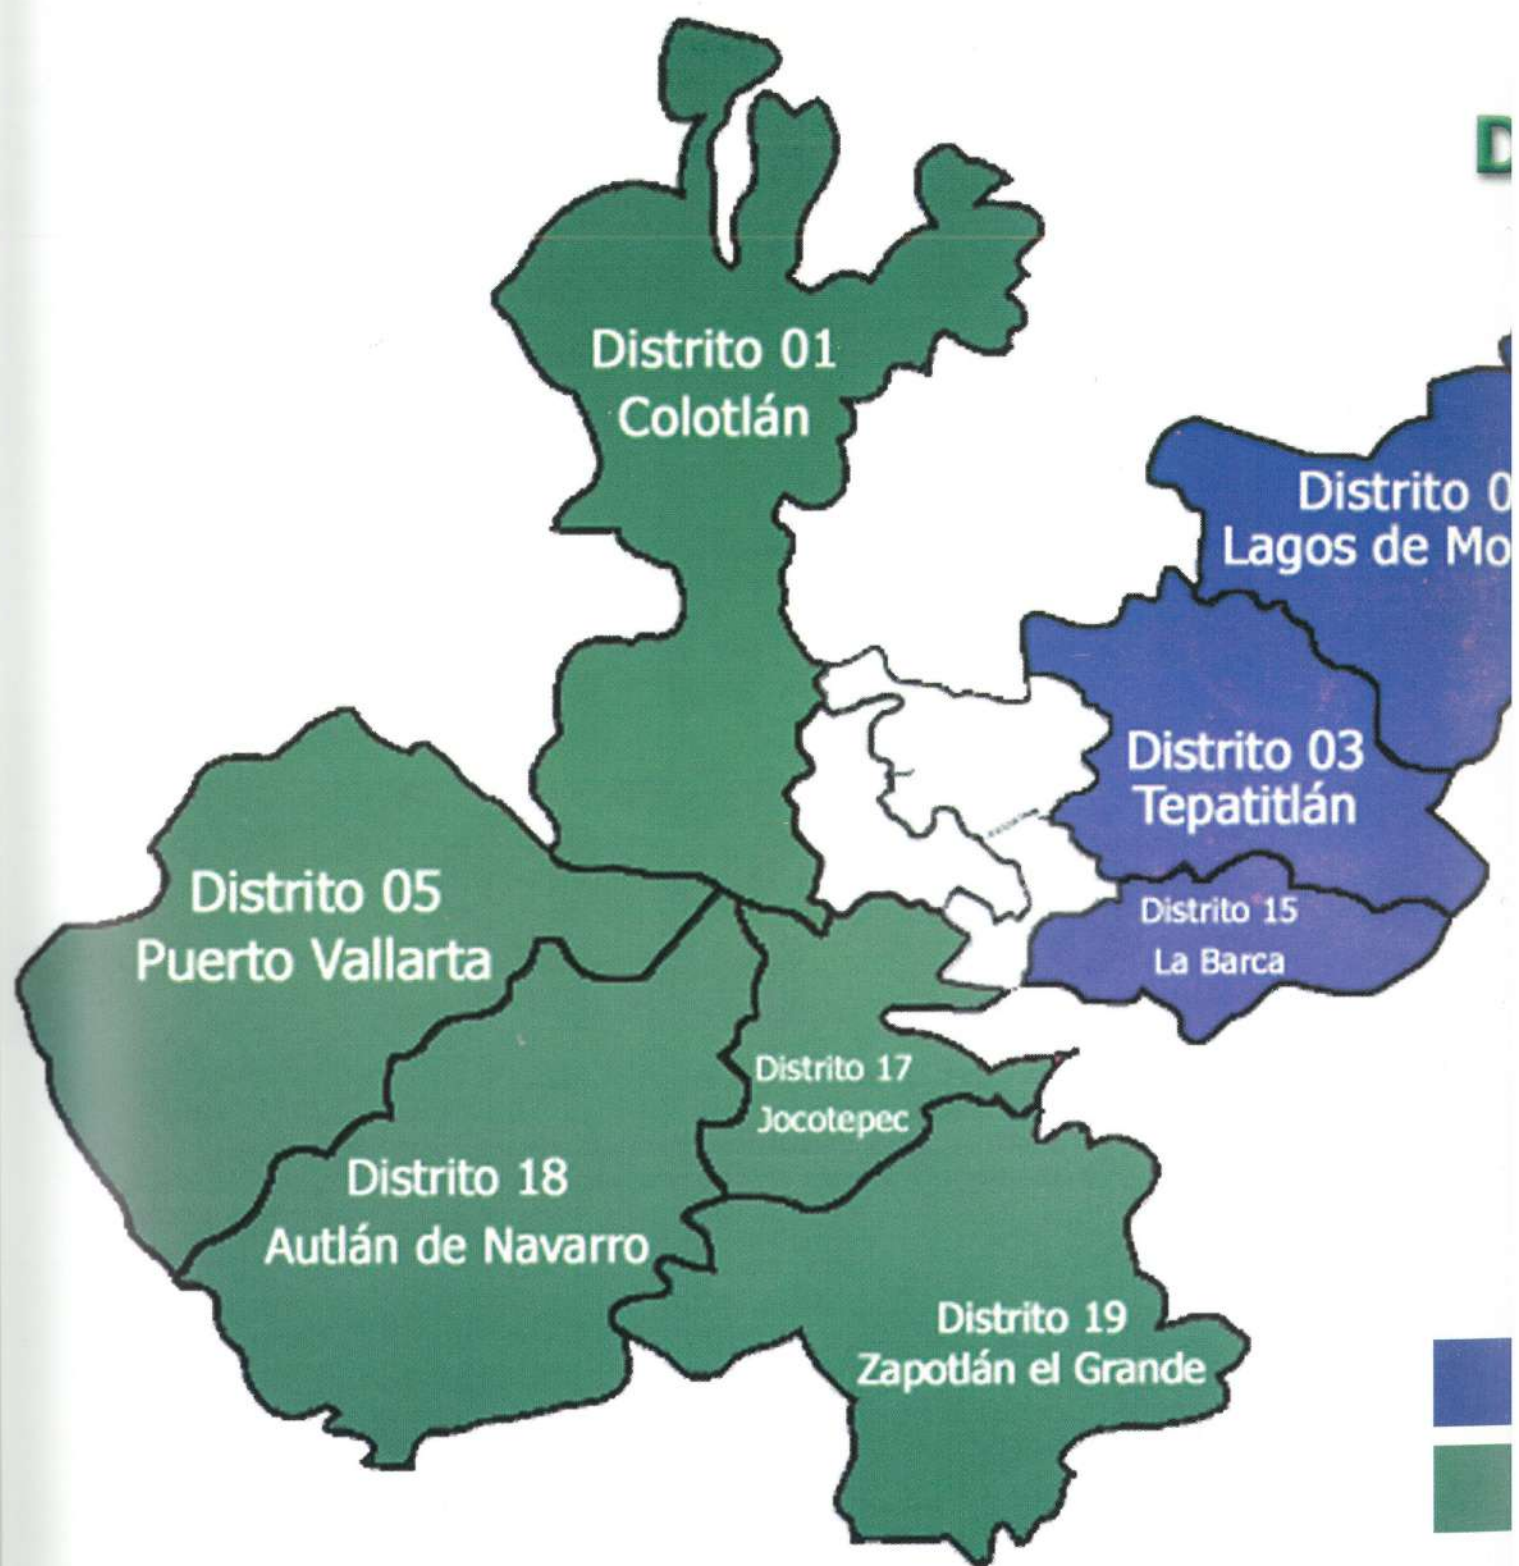 D
Distrito 01
Colotlán
Distrito 0
Lagos de Mo
Distrito 03
Tepatitlán
Distrito 05
Puerto Vallarta
Distrito 15
La Barca
Distrito 17
Jocotepec
Distrito 18
Autlán de Navarro
Distrito 19
Zapotlán el Grande